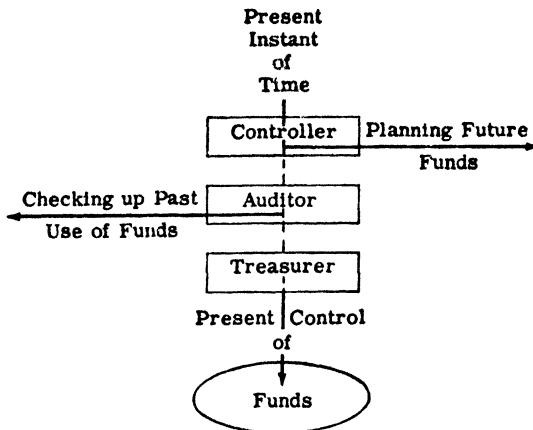 Present
Instant
of
Time
Controller
Planning Future
Funds
Checking up Past
Use of Funds
Auditor
Treasurer
Present Control
of
Funds